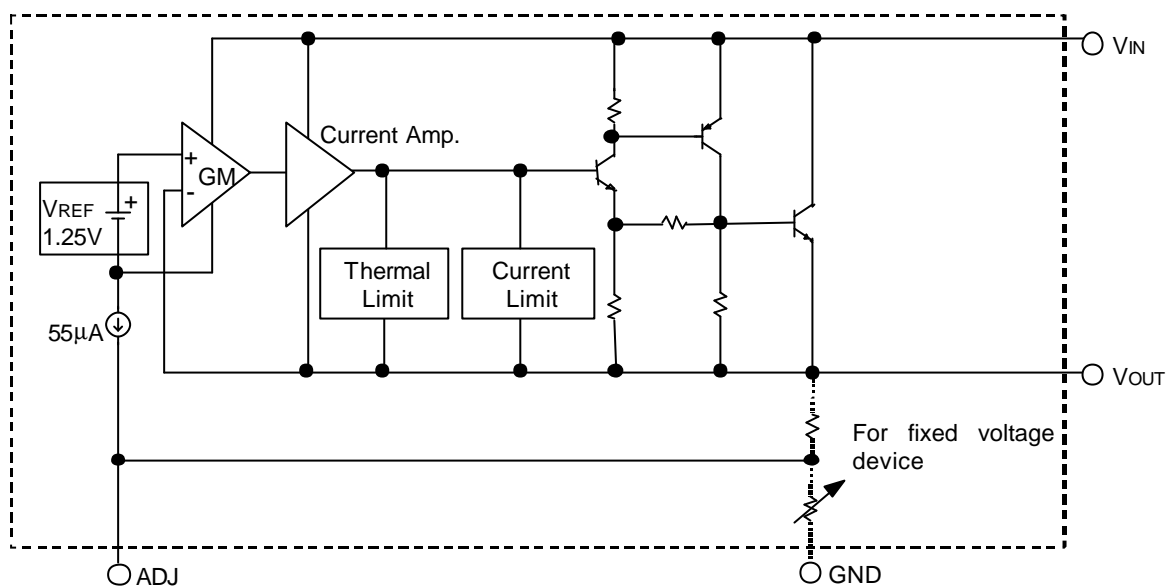 VIN
Current Amp.
+
GM
-
VREF +
1.25V
Thermal
Limit
Current
Limit
55μA
VOUT
For fixed voltage
device
ADJ
GND